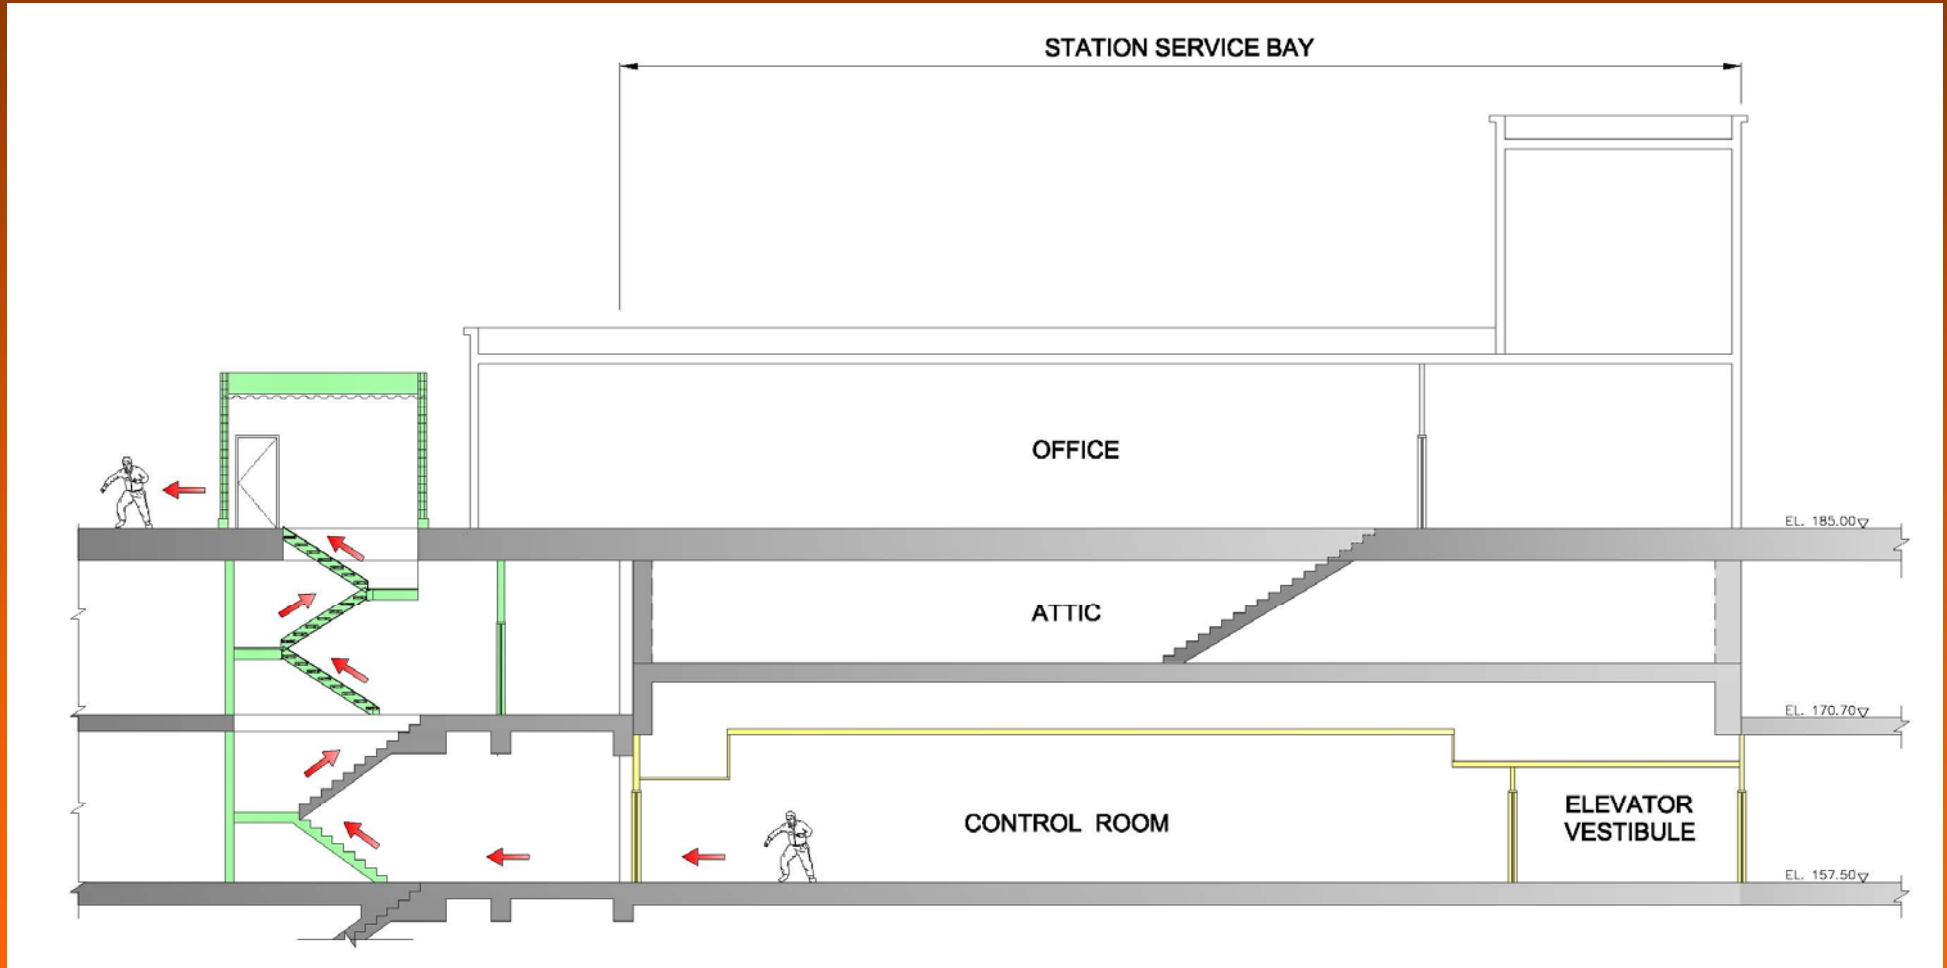 STATION SERVICE BAY
OFFICE
EL. 185.00
ATTIC
EL. 170.70
CONTROL ROOM
ELEVATOR
VESTIBULE
EL. 157.50